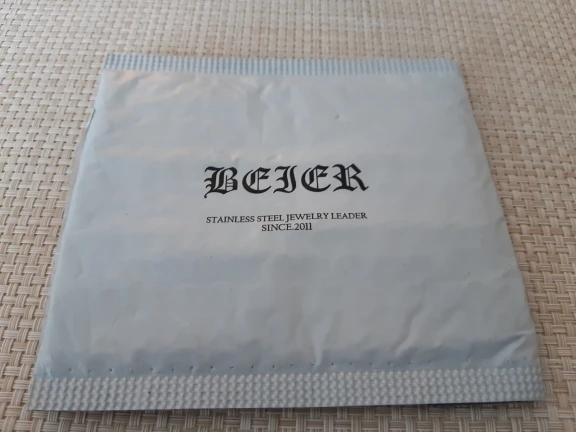 BEIER
STAINLESS STEEL JEWELRY LEADER
SINCE.2011